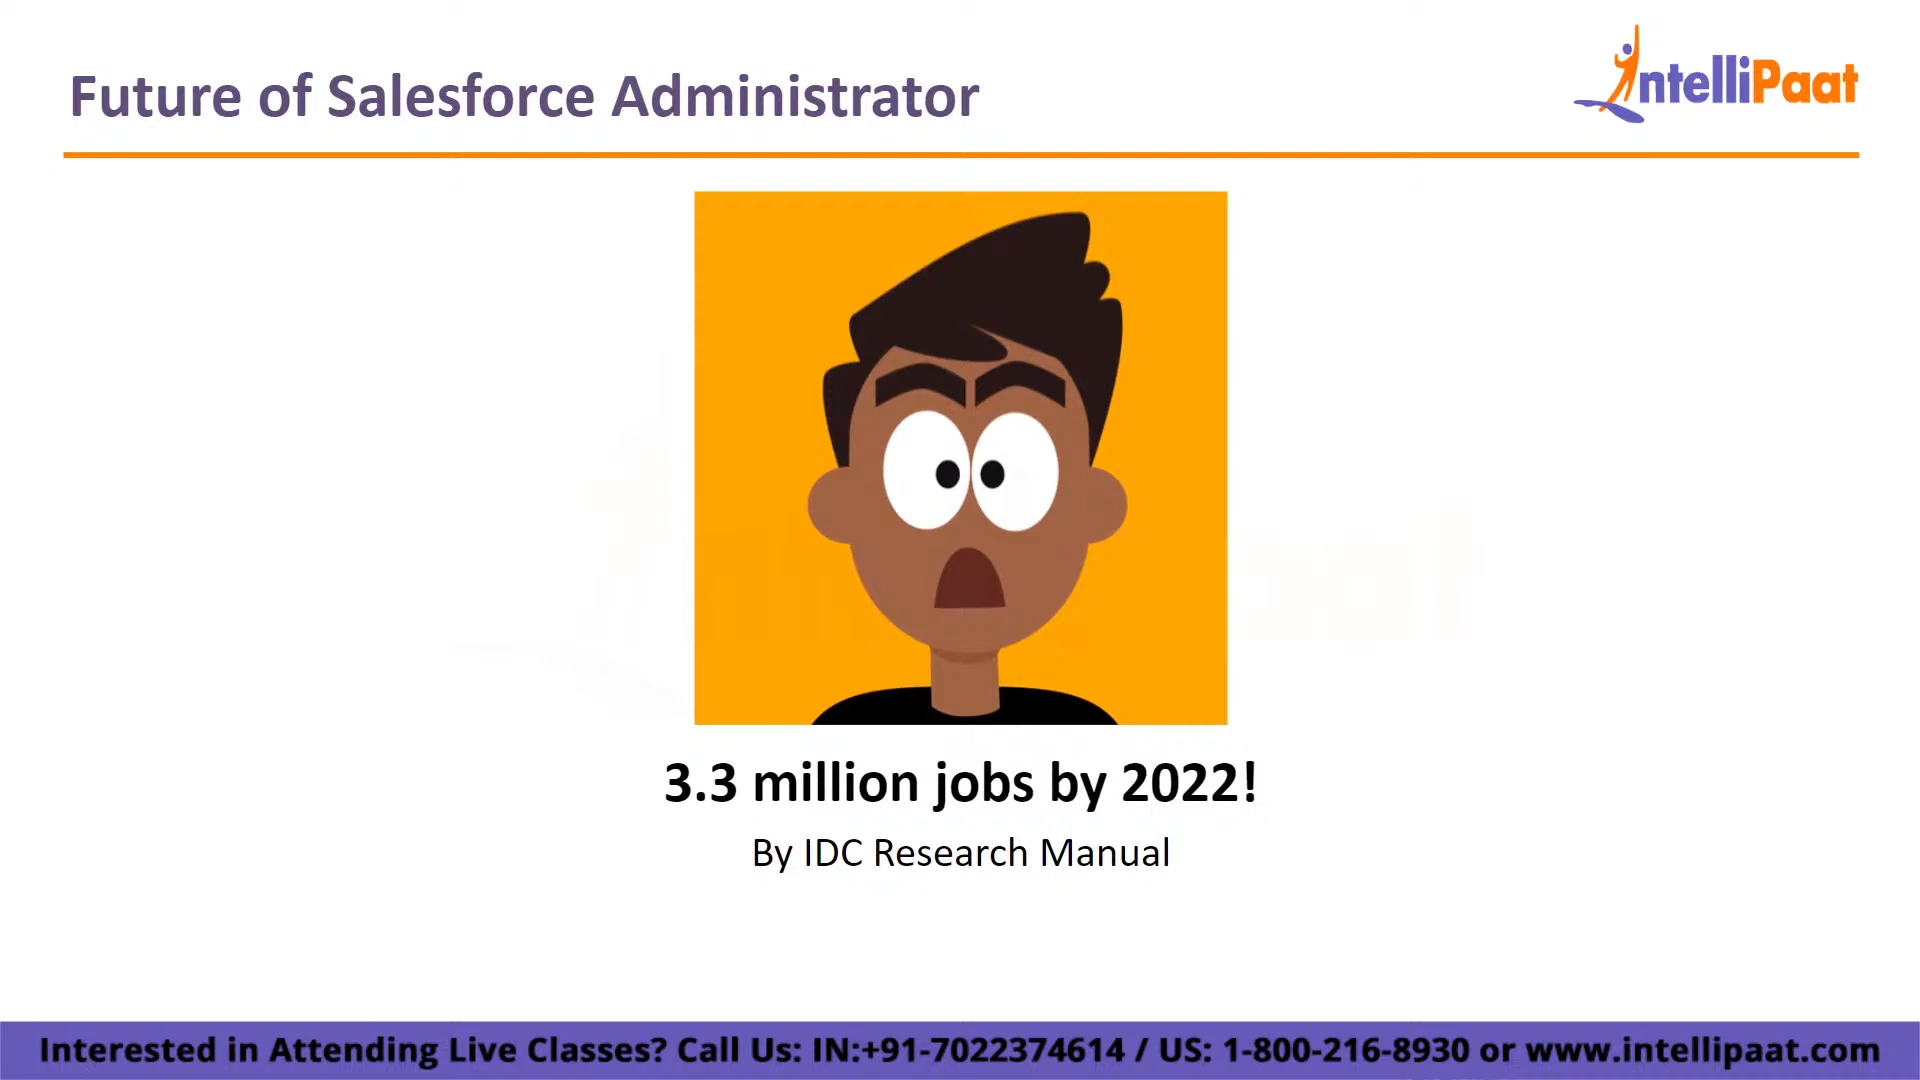 Future of Salesforce Administrator
IntelliPaat
3.3 million jobs by 2022!
By IDC Research Manual
Interested in Attending Live Classes? Call Us: IN:+91-7022374614 / US: 1-800-216-8930 or www.intellipaat.com